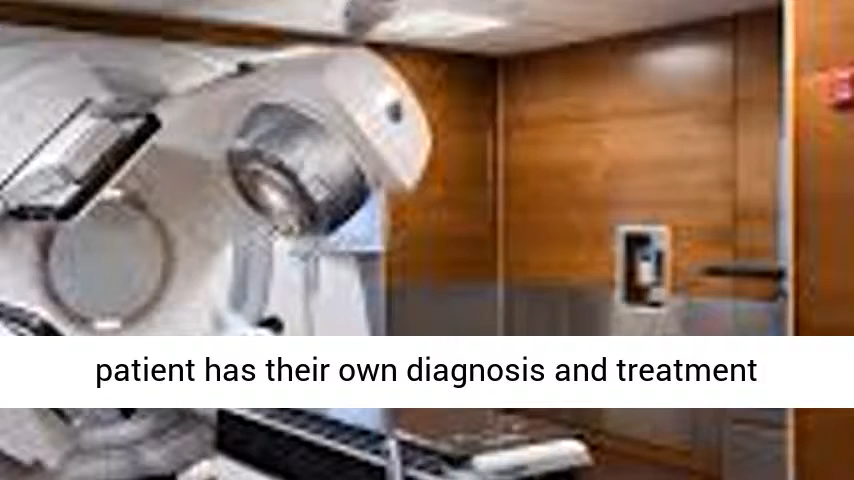 patient has their own diagnosis and treatment